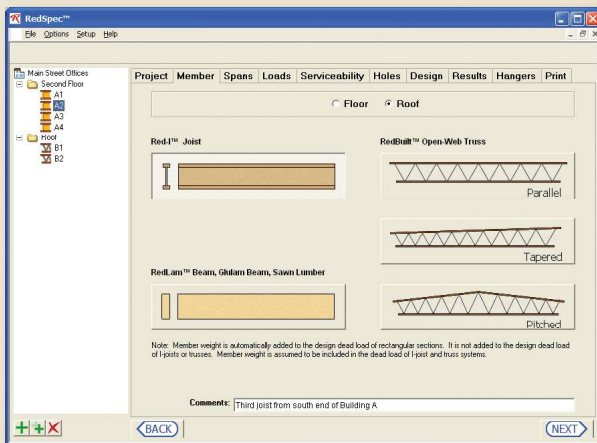 RedSpec™
File Options Setup Help
Main Street Offices
Second Floor
A1
A2
A3
A4
Roof
B1
B2
Project Member Spans Loads Serviceability Holes Design Results Hangers Print
Floor Roof
Red-I™ Joist
RedBuilt™ Open-Web Truss
Parallel
Tapered
RedLam™ Beam, Glulam Beam, Sawn Lumber
Pitched
Note: Member weight is automatically added to the design dead load of rectangular sections. It is not added to the design dead load
of I-joists or trusses. Member weight is assumed to be included in the dead load of I-joist and truss systems.
Comments: Third joist from south end of Building A
BACK
NEXT